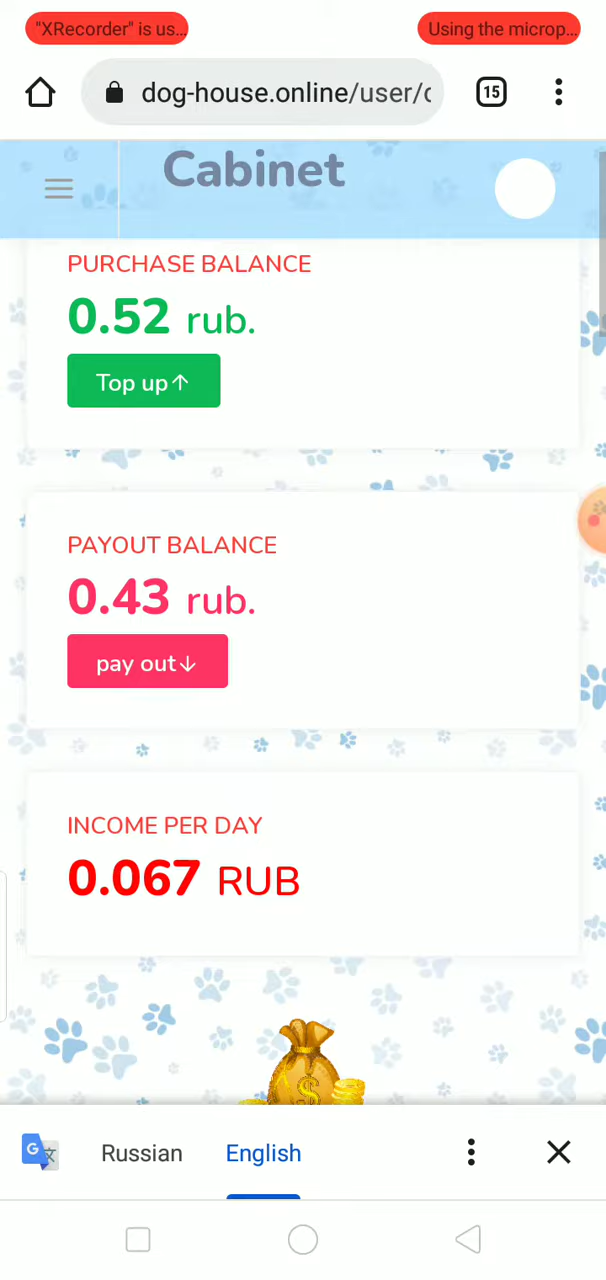 "XRecorder" is us...
Using the microp...
dog-house.online/user/c
15
Cabinet
PURCHASE BALANCE
0.52 rub.
Top up↑
PAYOUT BALANCE
0.43 rub.
pay out↓
INCOME PER DAY
0.067 RUB
$
G 文
Russian
English